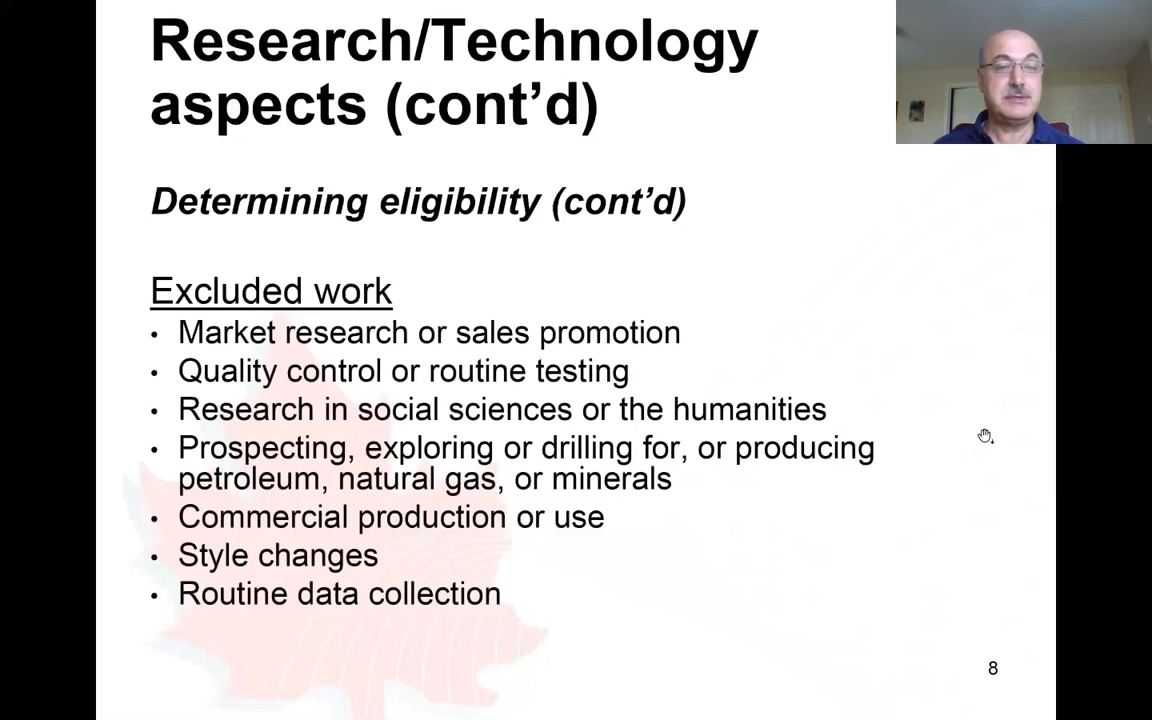 Research/Technology
aspects (cont’d)
Determining eligibility (cont’d)
Excluded work
• Market research or sales promotion
• Quality control or routine testing
• Research in social sciences or the humanities
• Prospecting, exploring or drilling for, or producing
petroleum, natural gas, or minerals
• Commercial production or use
• Style changes
• Routine data collection
8